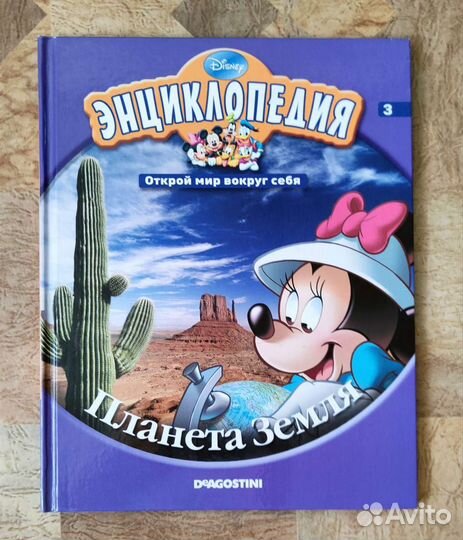 Disney
ЭНЦИКЛОПЕДИЯ
3
Открой мир вокруг себя
Планета Земля
DeAGOSTINI
Avito